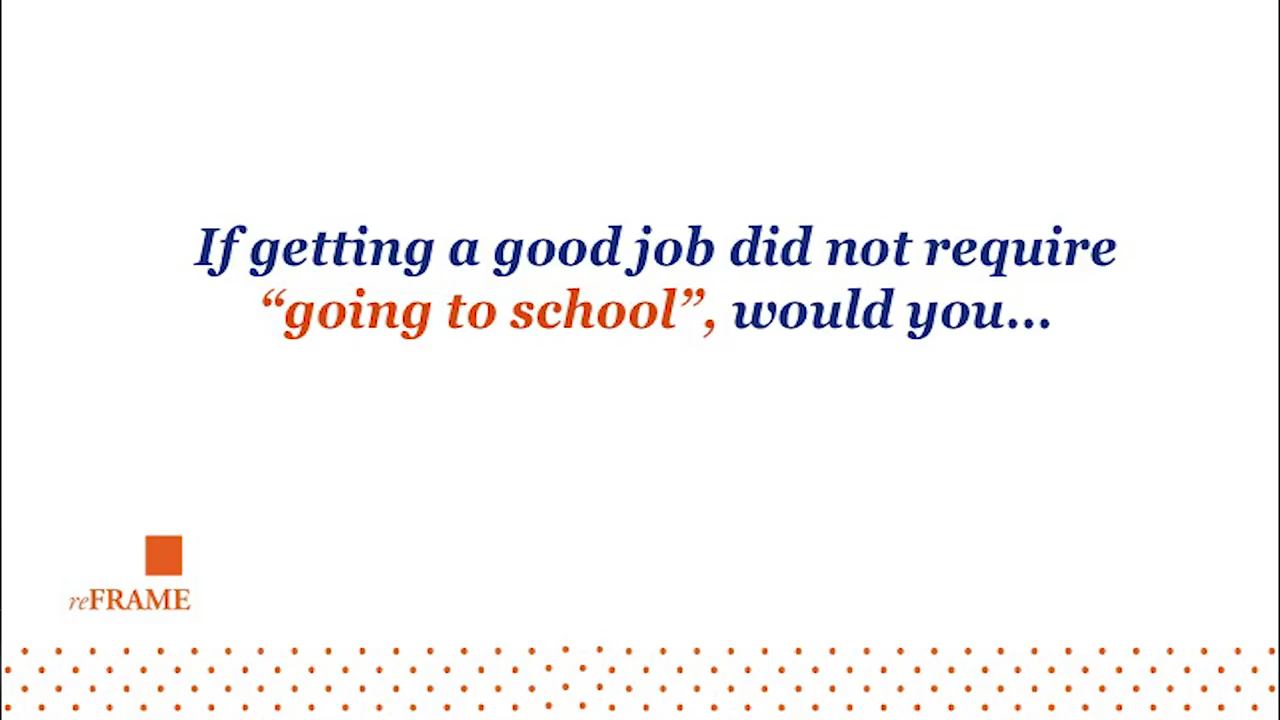 If getting a good job did not require
“going to school”, would you...
reFRAME